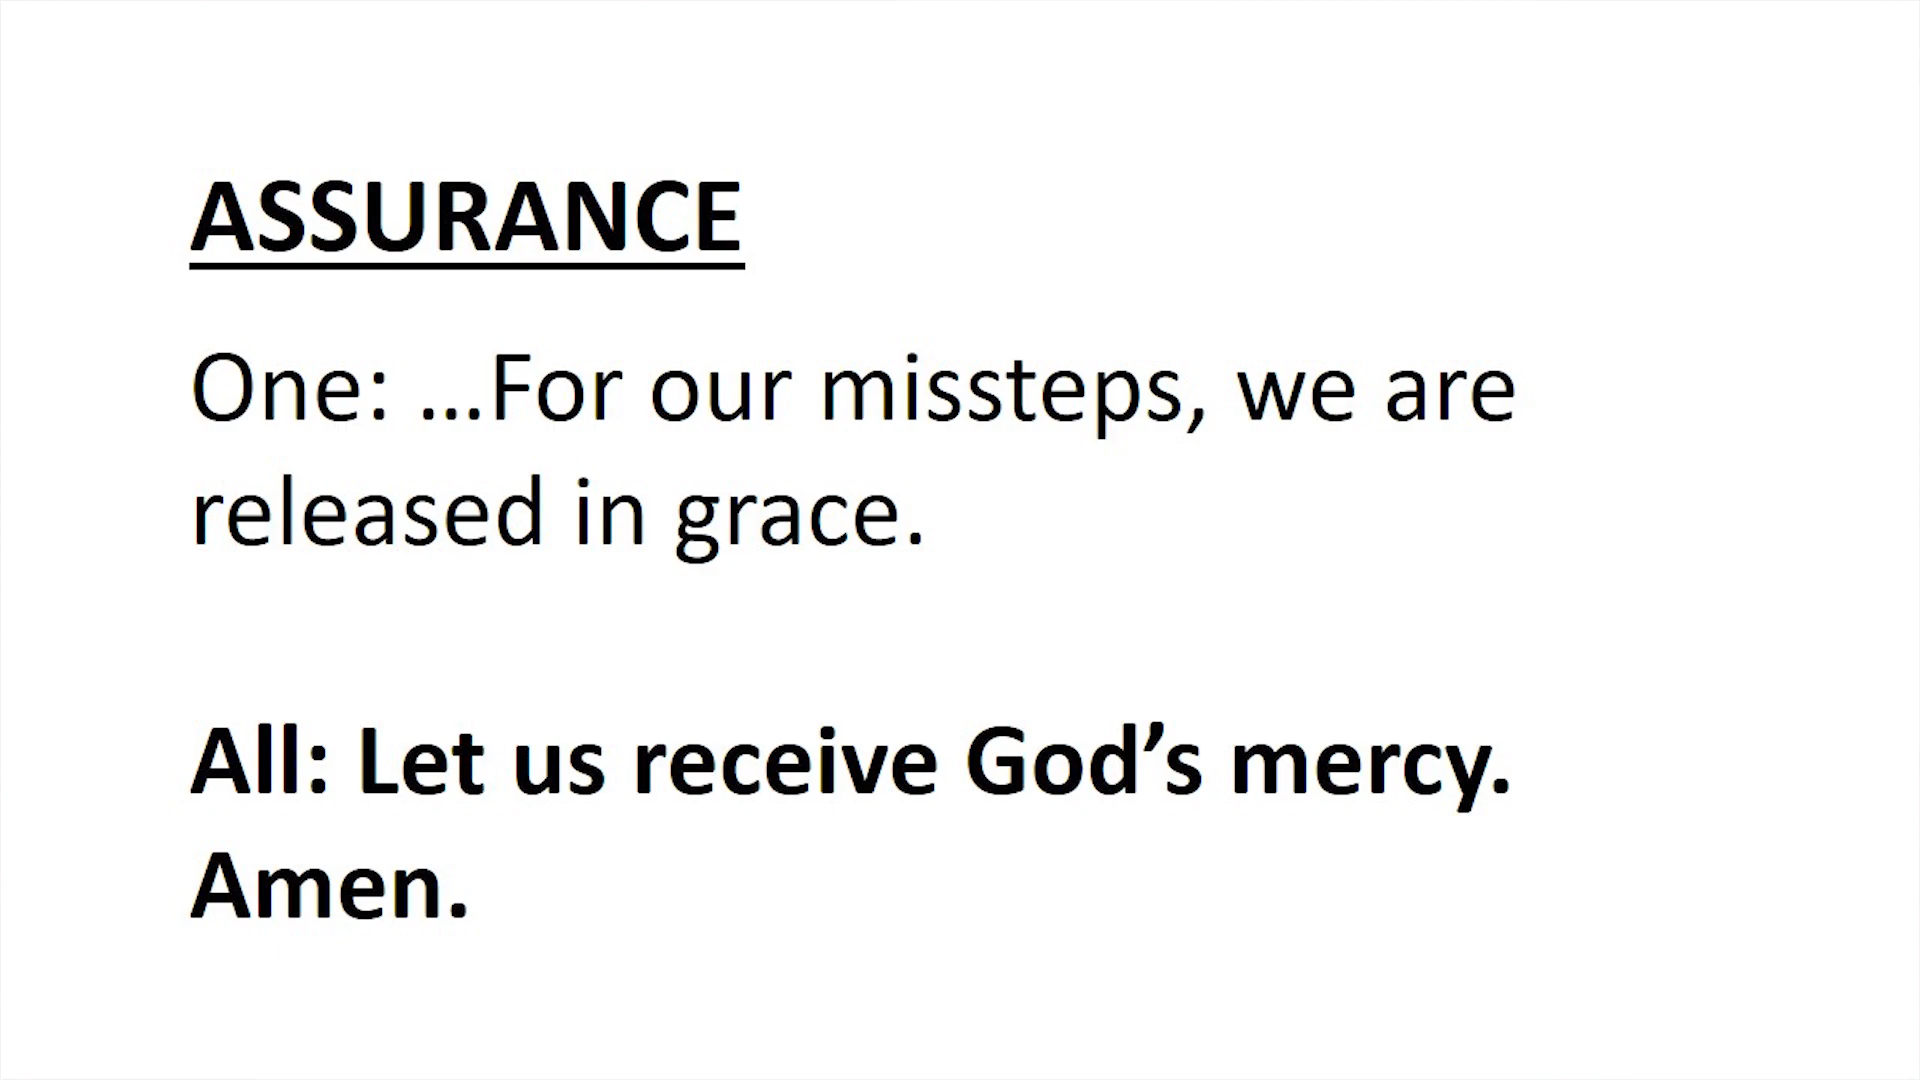 ASSURANCE
One: …For our missteps, we are
released in grace.
All: Let us receive God’s mercy.
Amen.